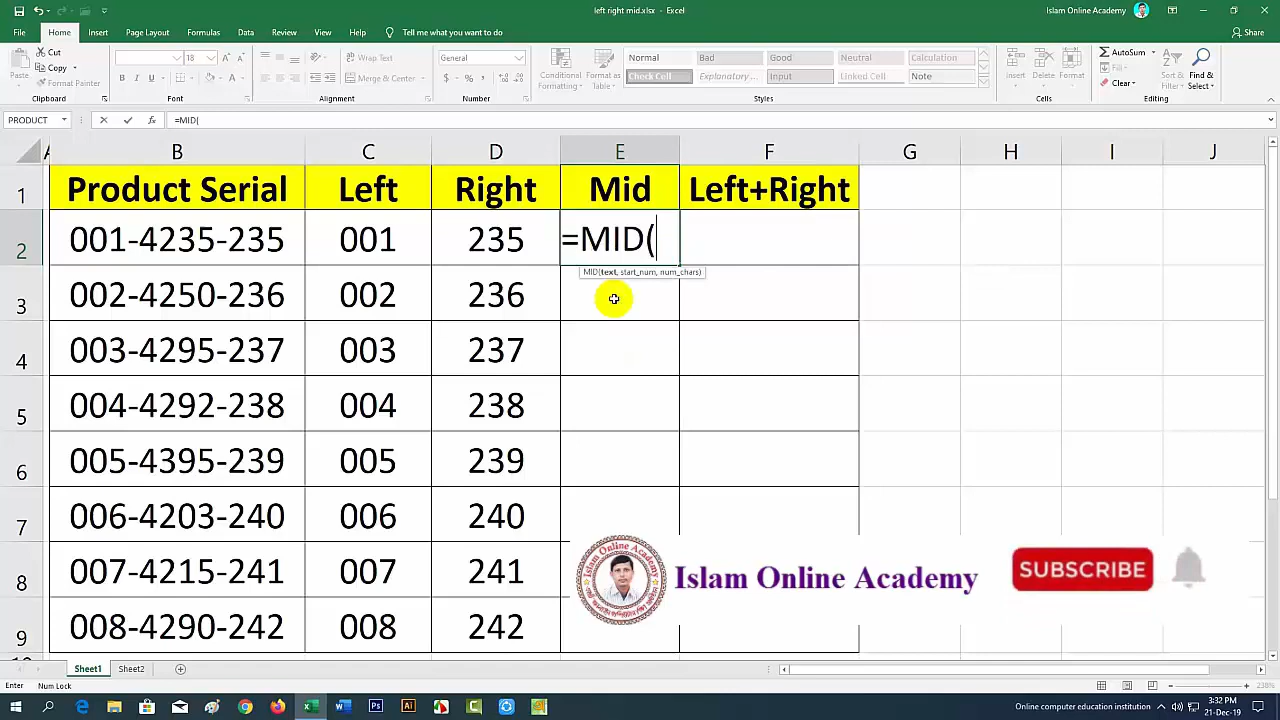 left right mid.xlsx - Excel
Islam Online Academy
File Home Insert Page Layout Formulas Data Review View Help Tell me what you want to do Share
Paste Cut Copy Format Painter Clipboard
18 B I U A A Font
Wrap Text Merge & Center Alignment
General $ % Number
Conditional Formatting Format as Table
Normal Bad Good Neutral Calculation
Check Cell Explanatory ... Input Linked Cell Note
Styles
Insert Delete Format Cells
AutoSum Fill Clear Sort & Find & Select Editing
PRODUCT fx =MID(
B C D E F G H I J
1 Product Serial Left Right Mid Left+Right
2 001-4235-235 001 235 =MID(
MID(text, start_num, num_chars)
3 002-4250-236 002 236
4 003-4295-237 003 237
5 004-4292-238 004 238
6 005-4395-239 005 239
7 006-4203-240 006 240
8 007-4215-241 007 241
9 008-4290-242 008 242
Islam Online Academy
SUBSCRIBE
Sheet1 Sheet2
Enter Num Lock 238%
Online computer education institution 3:32 PM
21-Dec-19